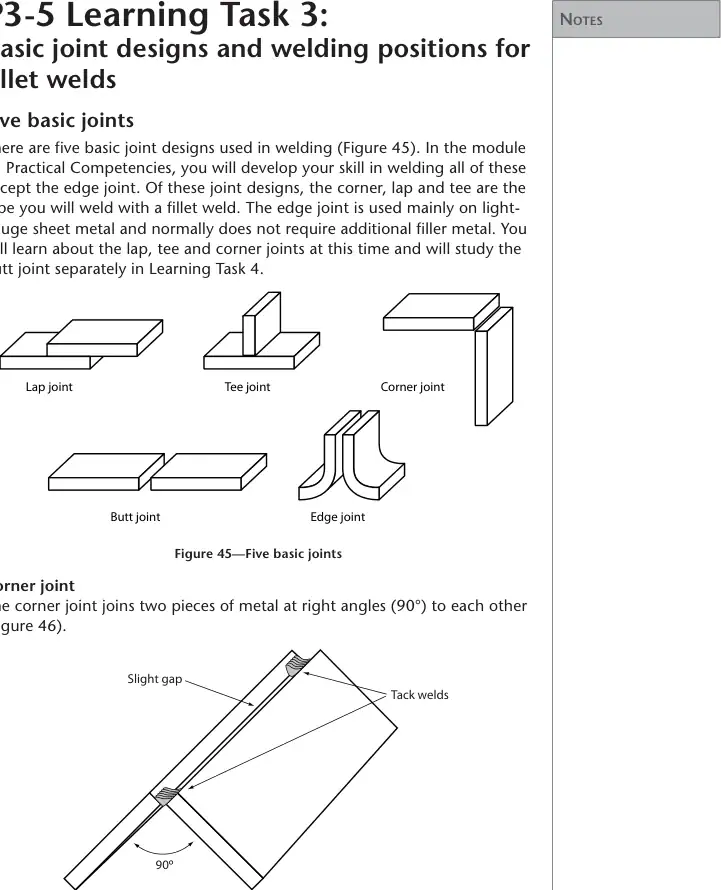 P3-5 Learning Task 3:
NOTES
asic joint designs and welding positions for
llet welds
ve basic joints
ere are five basic joint designs used in welding (Figure 45). In the module
Practical Competencies, you will develop your skill in welding all of these
cept the edge joint. Of these joint designs, the corner, lap and tee are the
pe you will weld with a fillet weld. The edge joint is used mainly on light-
uge sheet metal and normally does not require additional filler metal. You
ll learn about the lap, tee and corner joints at this time and will study the
utt joint separately in Learning Task 4.
Lap joint
Tee joint
Corner joint
Butt joint
Edge joint
Figure 45—Five basic joints
orner joint
e corner joint joins two pieces of metal at right angles (90°) to each other
gure 46).
Slight gap
Tack welds
90º